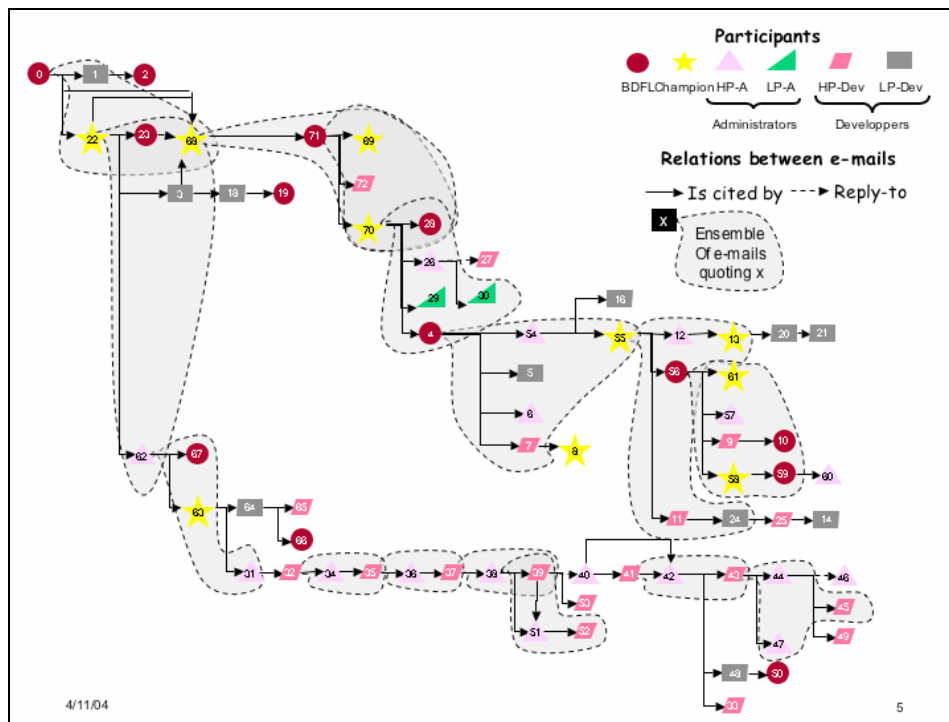 Participants
BDFL Champion HP-A LP-A HP-Dev LP-Dev
Administrators Developpers
Relations between e-mails
Is cited by Reply-to
x
Ensemble
Of e-mails
quoting x
0 1 2
22 23 68 71 69
3 18 19 72
70 28
26 27
29 30
16
4 54 55 12 13 20 21
5 56 61
6 57
7 8 9 10
62 67 58 59 60
63 64 65
66
11 24 25 14
31 32 34 35 36 37 38 39 40 41 42 43 44 46
53 45
51 52 47 49
48 50
33
4/11/04 5